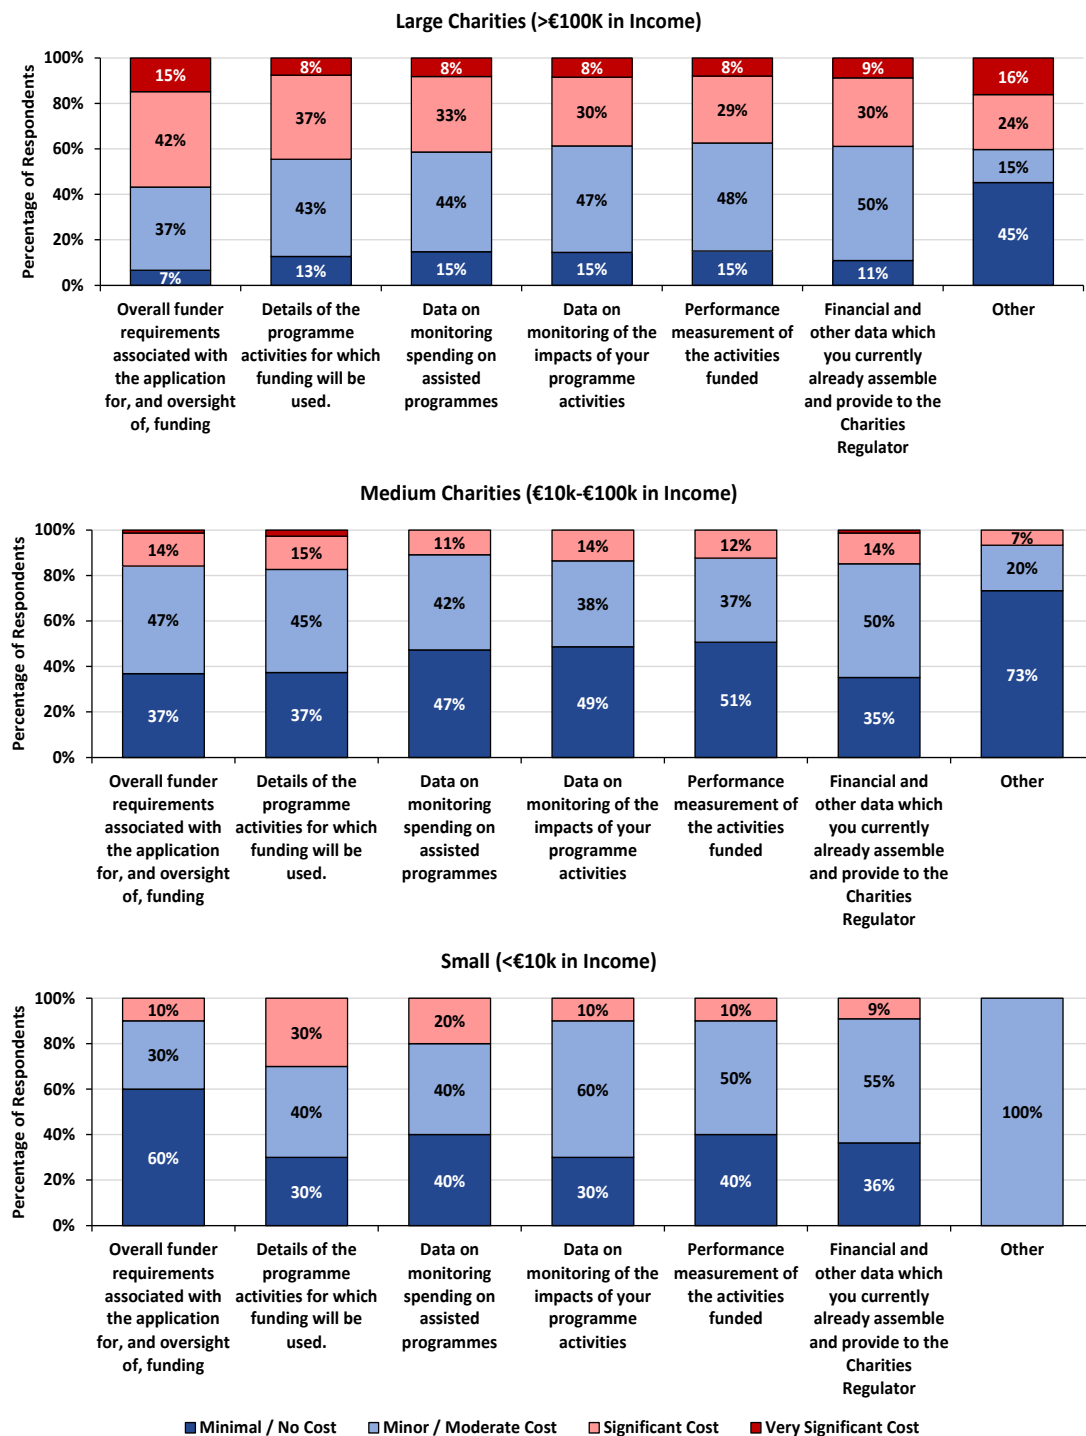 Large Charities (>€100K in Income)
Percentage of Respondents
100%
80%
60%
40%
20%
0%
15% 8% 8% 8% 8% 9% 16%
42% 37% 33% 30% 29% 30% 24%
37% 43% 44% 47% 48% 50% 15%
7% 13% 15% 15% 15% 11% 45%
Overall funder
requirements
associated with
the application
for, and oversight
of, funding
Details of the
programme
activities for which
funding will be
used.
Data on
monitoring
spending on
assisted
programmes
Data on
monitoring of the
impacts of your
programme
activities
Performance
measurement of
the activities
funded
Financial and
other data which
you currently
already assemble
and provide to the
Charities
Regulator
Other
Medium Charities (€10k-€100k in Income)
Percentage of Respondents
100%
80%
60%
40%
20%
0%
14% 15% 11% 14% 12% 14% 7%
47% 45% 42% 38% 37% 50% 20%
37% 37% 47% 49% 51% 35% 73%
Overall funder
requirements
associated with
the application
for, and oversight
of, funding
Details of the
programme
activities for which
funding will be
used.
Data on
monitoring
spending on
assisted
programmes
Data on
monitoring of the
impacts of your
programme
activities
Performance
measurement of
the activities
funded
Financial and
other data which
you currently
already assemble
and provide to the
Charities
Regulator
Other
Small (<€10k in Income)
Percentage of Respondents
100%
80%
60%
40%
20%
0%
10% 30% 20% 10% 10% 9%
30% 40% 40% 60% 50% 55% 100%
60% 30% 40% 30% 40% 36%
Overall funder
requirements
associated with
the application
for, and oversight
of, funding
Details of the
programme
activities for which
funding will be
used.
Data on
monitoring
spending on
assisted
programmes
Data on
monitoring of the
impacts of your
programme
activities
Performance
measurement of
the activities
funded
Financial and
other data which
you currently
already assemble
and provide to the
Charities
Regulator
Other
Minimal / No Cost Minor / Moderate Cost Significant Cost Very Significant Cost